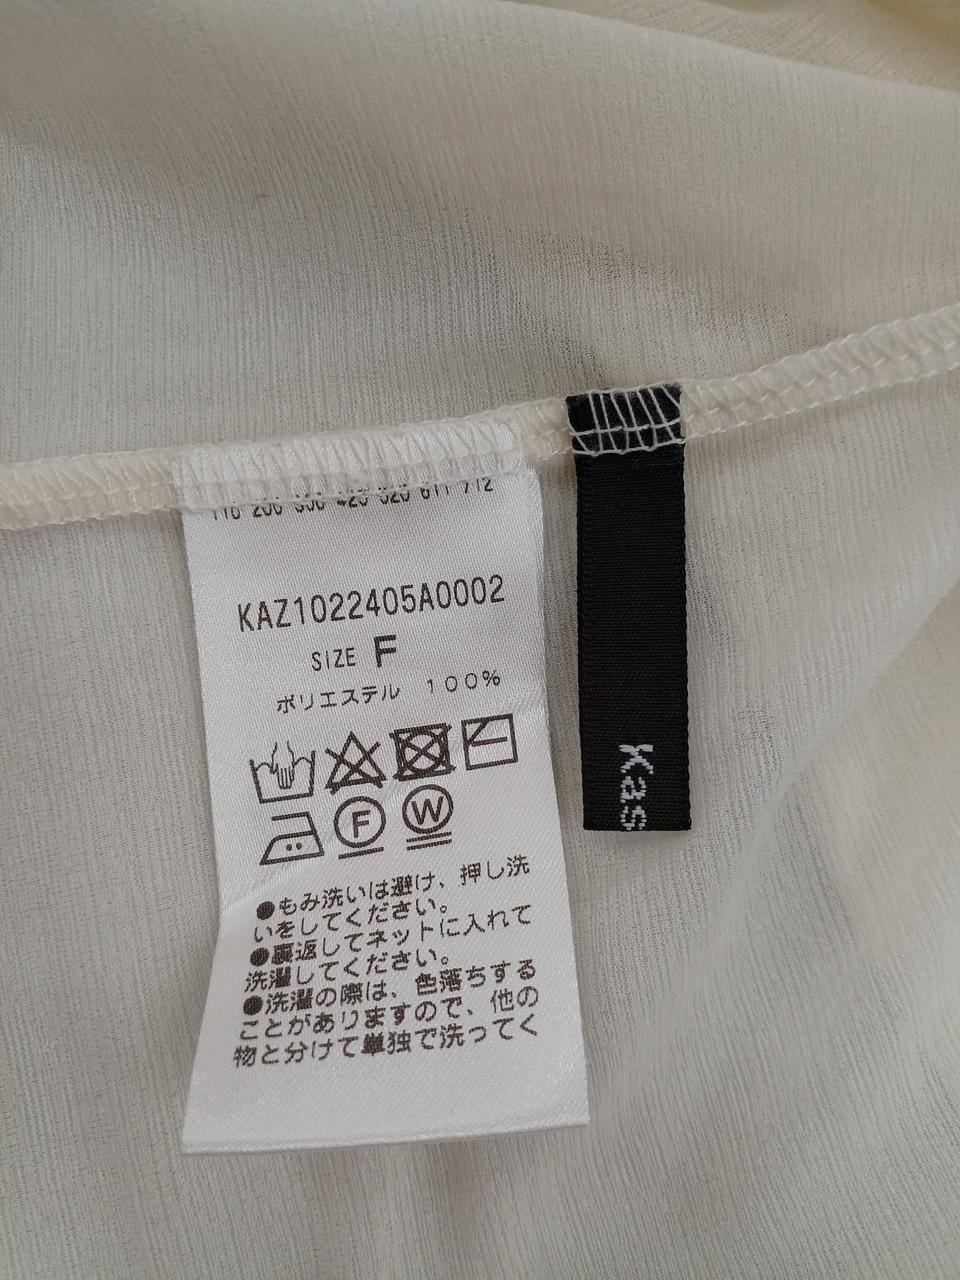 KAZ1022405A0002
SIZE F
ポリエステル 100%
F W
●もみ洗いは避け、押し洗
いをしてください。
●裏返してネットに入れて
洗濯してください。
●洗濯の際は、色落ちする
ことがありますので、他の
物と分けて単独で洗ってく
Kas